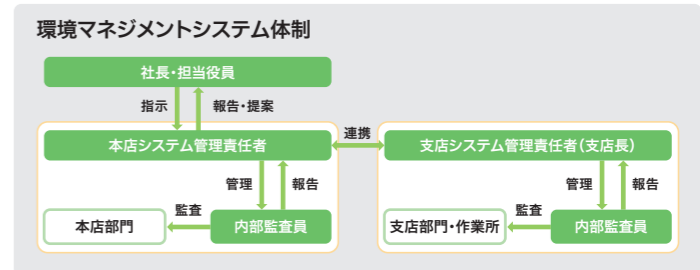 環境マネジメントシステム体制
社長・担当役員
指示
報告・提案
本店システム管理責任者
連携
支店システム管理責任者(支店長)
管理
報告
管理
報告
本店部門
監査
内部監査員
支店部門・作業所
監査
内部監査員